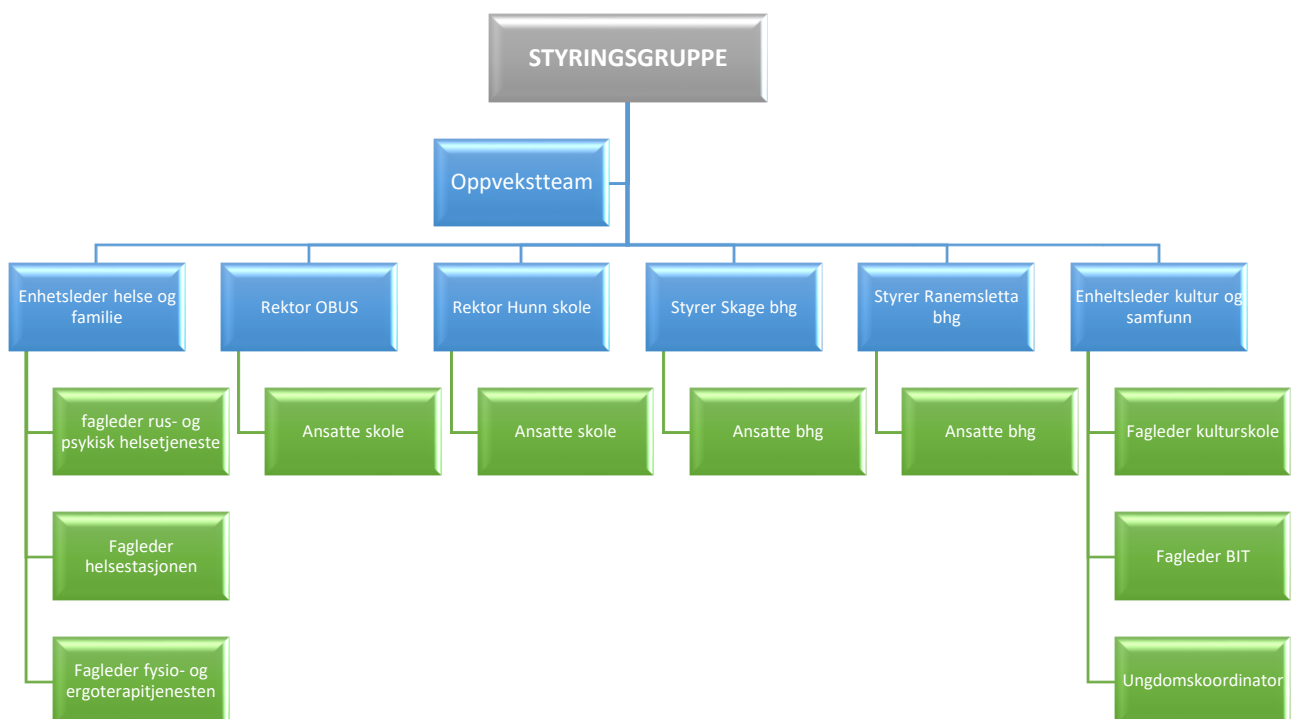 STYRINGSGRUPPE
Oppvekstteam
Enhetsleder helse og
familie
Rektor OBUS
Rektor Hunn skole
Styrer Skage bhg
Styrer Ranemsletta
bhg
Enheltsleder kultur og
samfunn
fagleder rus- og
psykisk helsetjeneste
Ansatte skole
Ansatte skole
Ansatte bhg
Ansatte bhg
Fagleder kulturskole
Fagleder
helsestasjonen
Fagleder BIT
Fagleder fysio- og
ergoterapitjenesten
Ungdomskoordinator